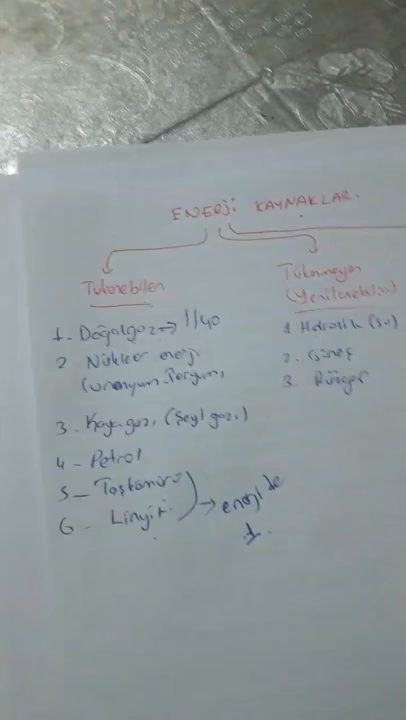 ENERJİ KAYNAKLARI
Tükenebilen
1- Doğalgaz → 1/40
2 Nükleer enerji
(uranyum-Toryum)
3- Kaya gazı (Şeyl gazı)
4- Petrol
5- Taşkömürü
6- Linyit
→ enerjide
1.
Tükenmeyen
(Yenilenebilir)
1. Hidrolik (Su)
2. Güneş
3. Rüzgar